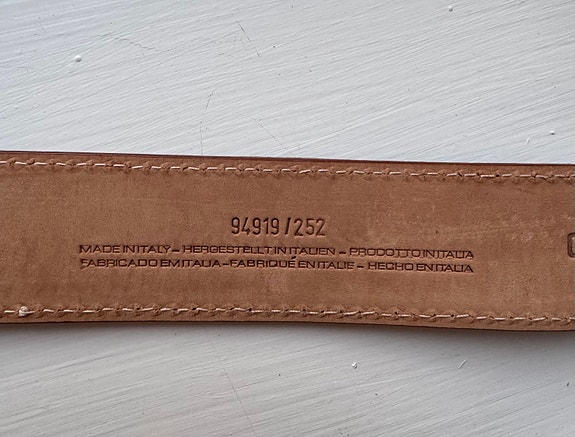 94919/252
MADE IN ITALY - HERGESTELLT IN ITALIEN - PRODOTTO IN ITALIA
FABRICADO EM ITALIA - FABRIQUÉ EN ITALIE - HECHO EN ITALIA